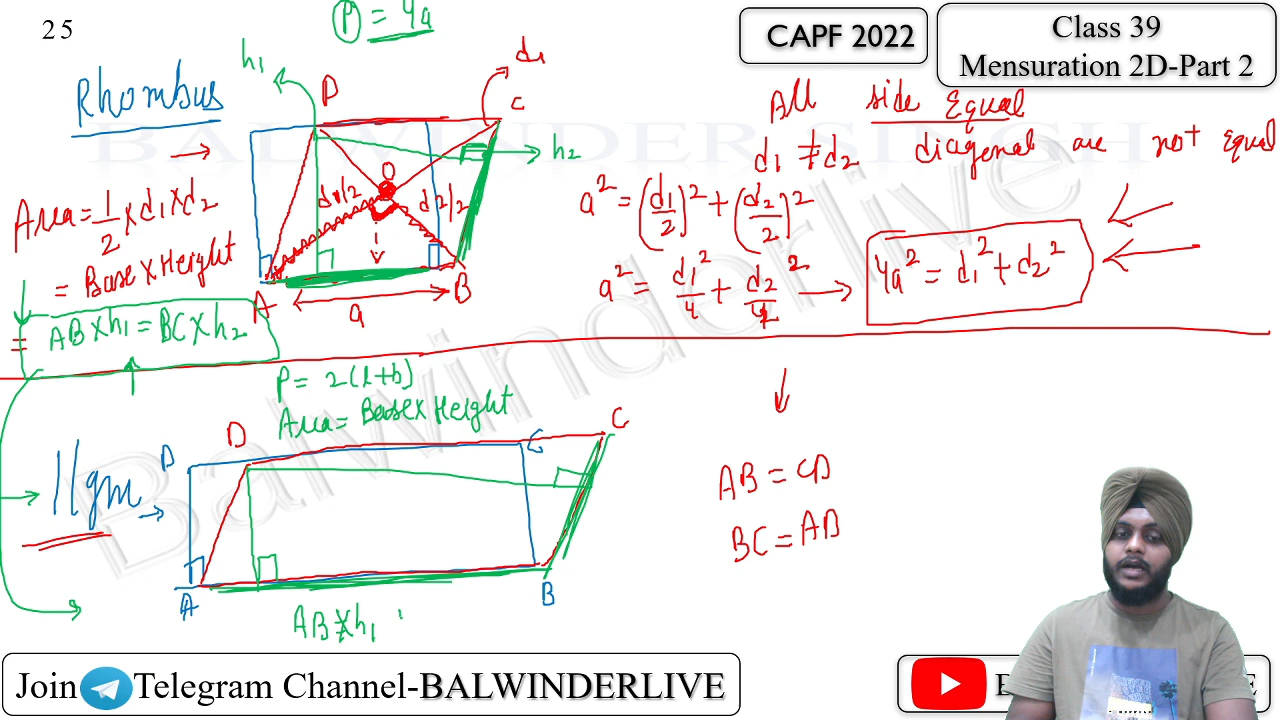 25
P = 4a
CAPF 2022
Class 39
Mensuration 2D-Part 2
Rhombus
h1
D
d1
C
h2
O
d1/2
d2/2
A
B
a
Area = 1/2 × d1 × d2
= Base × Height
= AB × h1 = BC × h2
All side Equal
d1 ≠ d2 diagonal are not equal
a² = (d1/2)² + (d2/2)²
a² = d1²/4 + d2²/4
4a² = d1² + d2²
P = 2(l+b)
Area = Base × Height
||gm
D
D
C
C
A
B
AB × h1
AB = CD
BC = AD
BALWINDER SINGH
Balwinderlive
Join Telegram Channel-BALWINDERLIVE